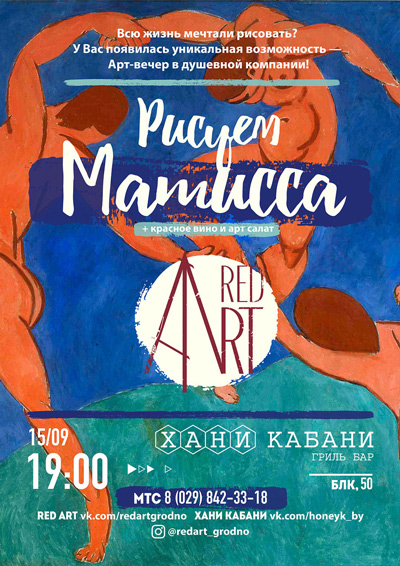 Всю жизнь мечтали рисовать?
У Вас появилась уникальная возможность —
Арт-вечер в душевной компании!
Рисуем
Матисса
+ красное вино и арт салат
RED
ART
15/09
19:00
ХАНИ КАБАНИ
ГРИЛЬ БАР
БЛК, 50
МТС 8 (029) 842-33-18
RED ART vk.com/redartgrodno ХАНИ КАБАНИ vk.com/honeyk_by
@redart_grodno